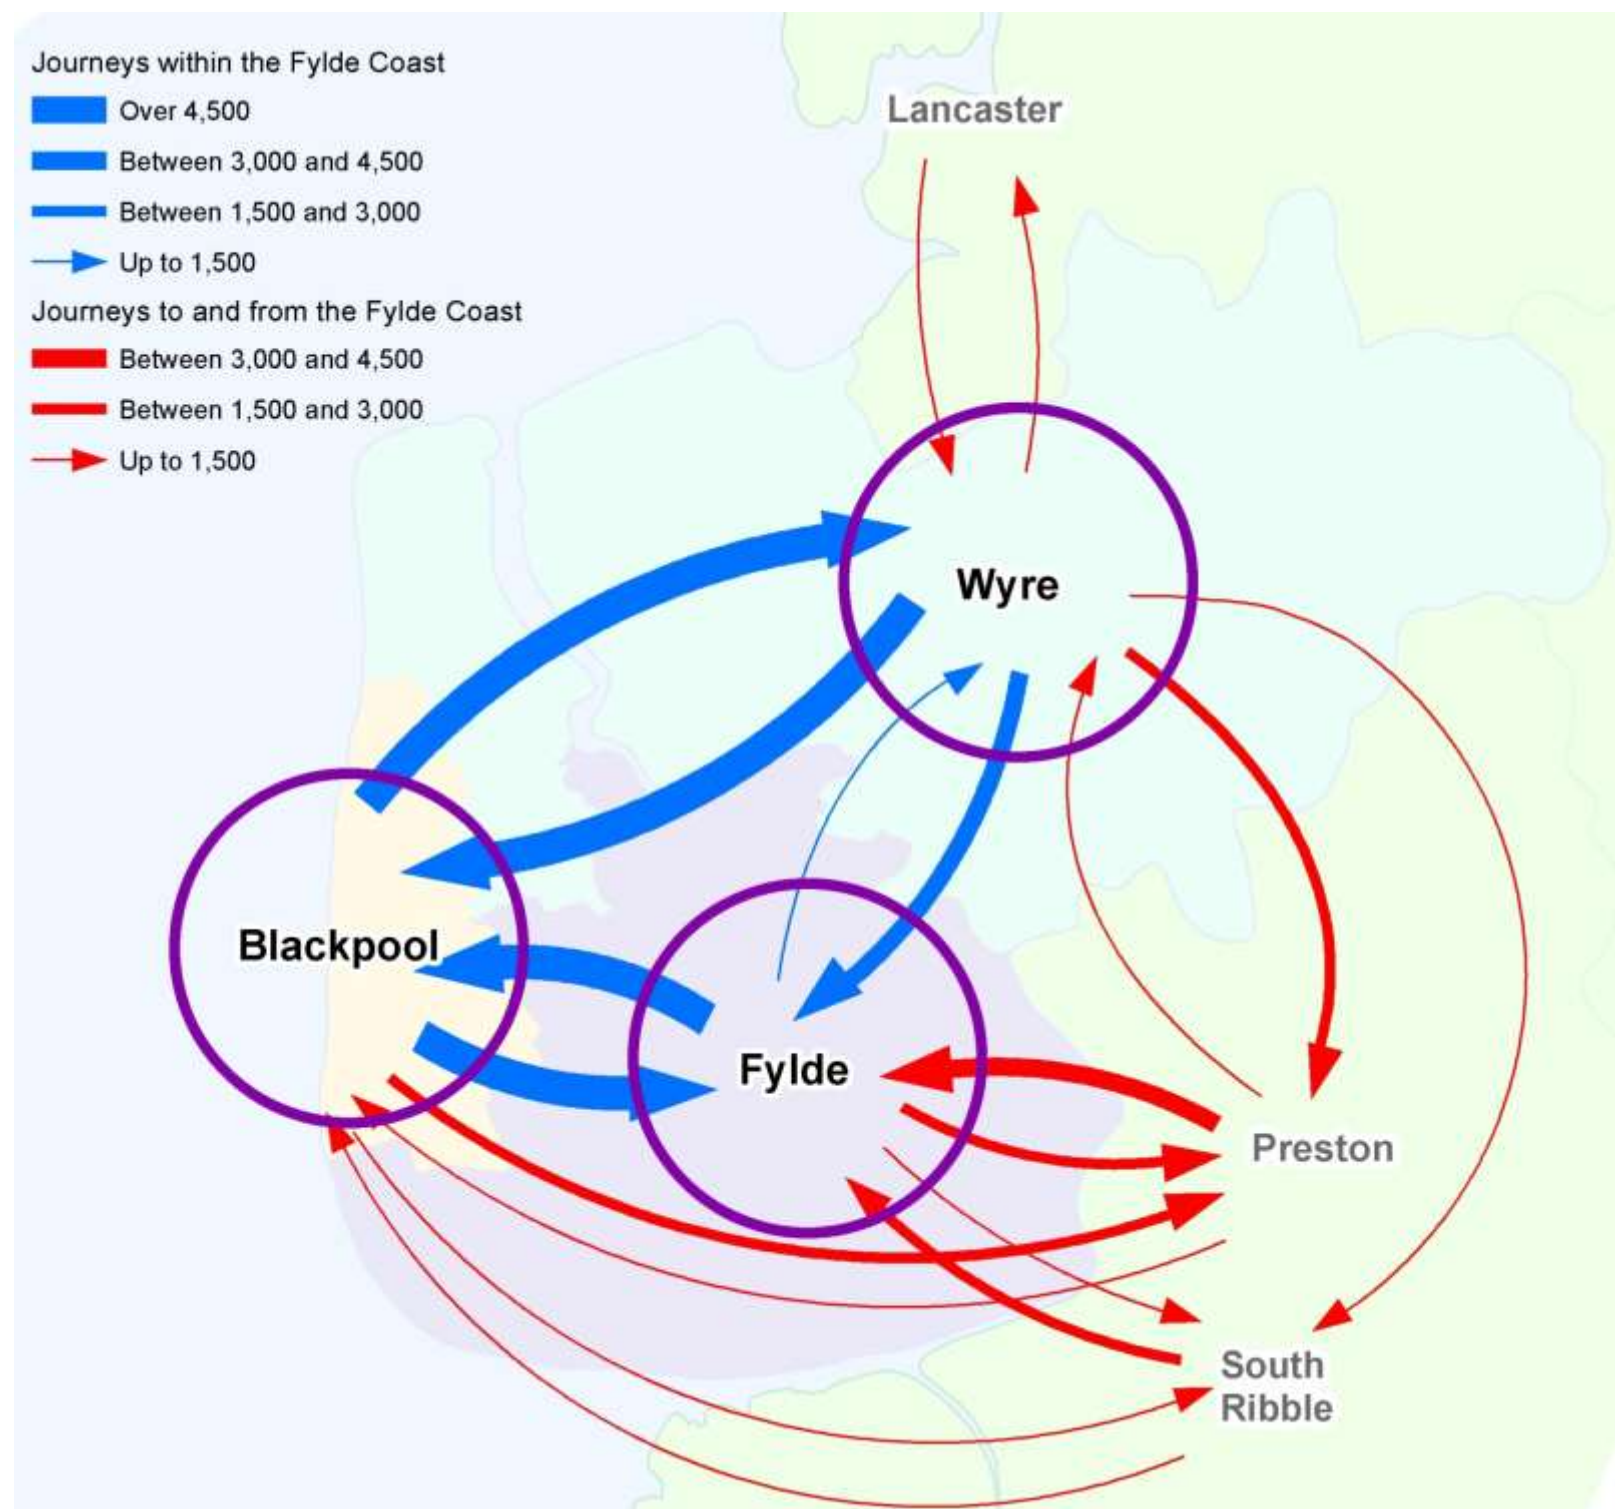 Journeys within the Fylde Coast
Over 4,500
Between 3,000 and 4,500
Between 1,500 and 3,000
Up to 1,500
Journeys to and from the Fylde Coast
Between 3,000 and 4,500
Between 1,500 and 3,000
Up to 1,500
Lancaster
Wyre
Blackpool
Fylde
Preston
South
Ribble